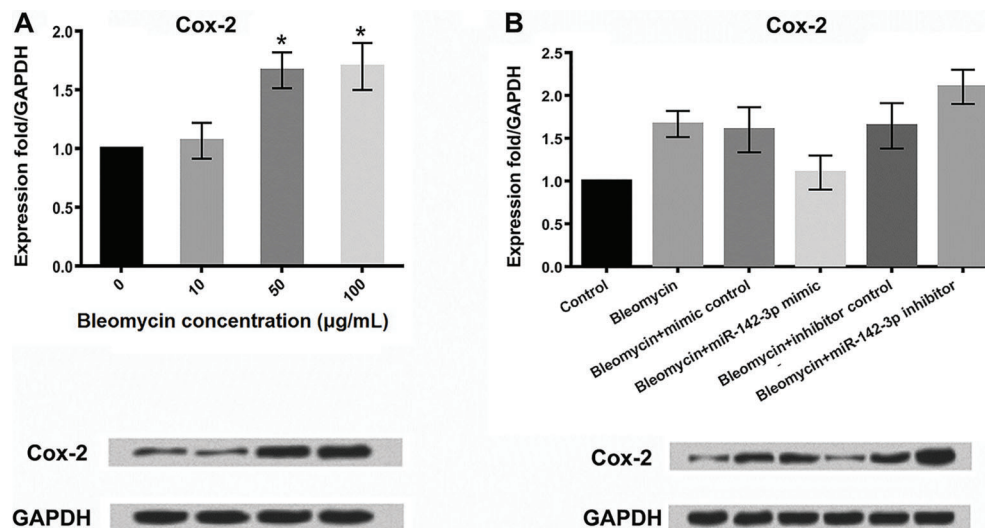 A
Cox-2
Expression fold/GAPDH
2.0
1.5
1.0
0.5
0.0
*
*
0
10
50
100
Bleomycin concentration (µg/mL)
Cox-2
GAPDH
B
Cox-2
Expression fold/GAPDH
2.5
2.0
1.5
1.0
0.5
0.0
Control
Bleomycin
Bleomycin+mimic control
Bleomycin+miR-142-3p mimic
Bleomycin+inhibitor control
Bleomycin+miR-142-3p inhibitor
Cox-2
GAPDH